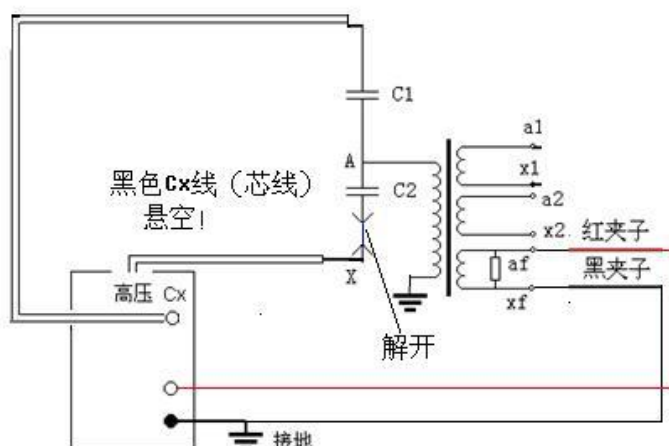 C1
a1
A
x1
黑色Cx线（芯线）
悬空！
C2
a2
x2
红夹子
高压
Cx
X
af
黑夹子
xf
解开
接地